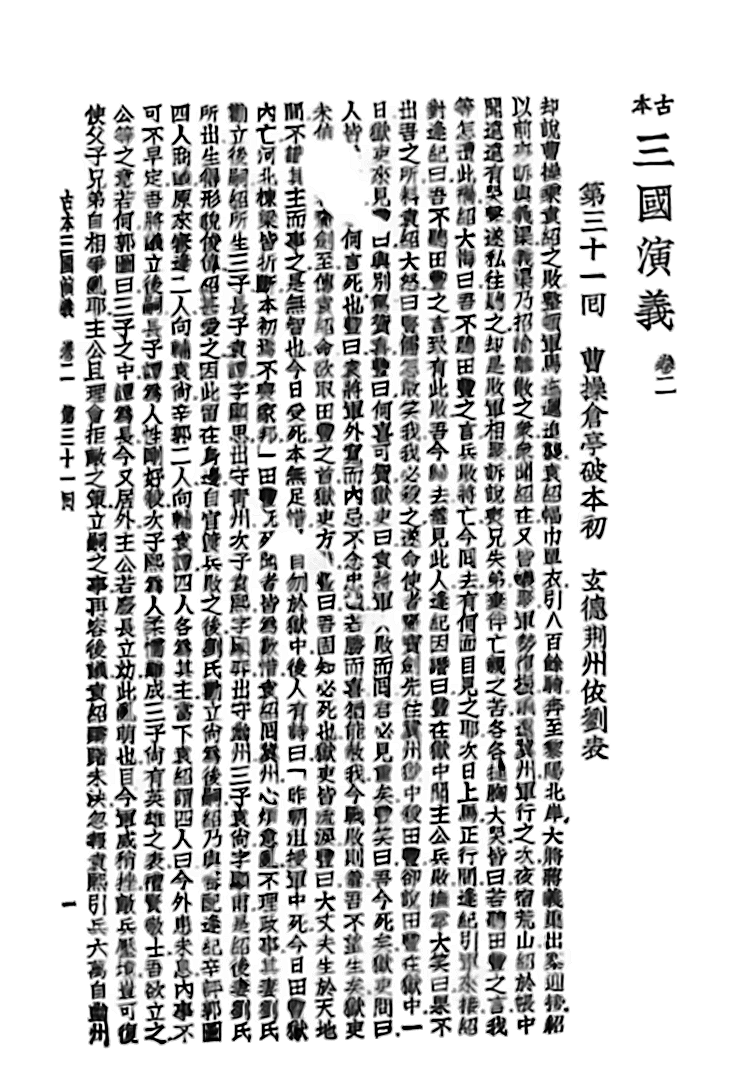 古本三國演義 卷二
第三十一回 曹操倉亭破本初 玄德荊州依劉表
却說曹操乘袁紹之敗整頓軍馬迤邐追襲袁紹幅巾單衣引八百餘騎奔至黎陽北岸大將蔣義渠出寨迎接紹
以前事訴與義渠義渠乃招諭離散之衆衆聞紹在又皆蟻聚軍勢復振議還冀州軍行之次夜宿荒山紹於帳中
聞遠遠有哭聲遂私往聽之却是敗軍相聚訴說喪兄失弟棄伴亡親之苦各各捶胸大哭皆曰若聽田豐之言我
等怎遭此禍紹大悔曰吾不聽田豐之言兵敗將亡今回去有何面目見之耶次日上馬正行間逢紀引軍來接紹
對逢紀曰吾不聽田豐之言致有此敗吾今歸去羞見此人逢紀因譖曰豐在獄中聞主公兵敗撫掌大笑曰果不
出吾之所料袁紹大怒曰豎儒怎敢笑我我必殺之遂命使者齎寶劍先往冀州獄中殺田豐卻說田豐在獄中一
日獄吏來見 曰與別駕賀喜豐曰何喜可賀獄吏曰袁將軍 敗而回君必見重矣豐笑曰吾今死矣獄吏問曰
人皆 何言死也豐曰袁將軍外寬而內忌不念忠 若勝而喜猶能赦我今戰敗則羞吾不望生矣獄吏
未信 劍至傳袁紹命欲取田豐之首獄吏方 豐曰吾固知必死也獄吏皆流淚豐曰大丈夫生於天地
間不識其主而事之是無智也今日受死本無足惜 自刎於獄中後人有詩曰「昨朝沮授軍中死今日田豐獄
內亡河北棟梁皆折斷本初焉不喪家邦」田豐旣死聞者皆爲歎惜袁紹回冀州心煩意亂不理政事其妻劉氏
勸立後嗣紹所生三子長子袁譚字顯思出守青州次子袁熙字顯奕出守幽州三子袁尙字顯甫是紹後妻劉氏
所出生得形貌俊偉紹甚愛之因此留在身邊自官渡兵敗之後劉氏勸立尙爲後嗣紹乃與審配逢紀辛評郭圖
四人商議原來審逢二人向輔袁尙辛郭二人向輔袁譚四人各爲其主當下袁紹謂四人曰今外患未息內事不
可不早定吾將議立後嗣長子譚爲人性剛好殺次子熙爲人柔懦難成三子尙有英雄之表禮賢敬士吾欲立之
公等之意若何郭圖曰三子之中譚爲長今又居外主公若廢長立幼此亂萌也目今軍威稍挫敵兵壓境豈可復
使父子兄弟自相爭亂耶主公且理會拒敵之策立嗣之事再容後議袁紹躊躇未決忽報袁熙引兵六萬自幽州
古本三國演義 卷二 第三十一回 一